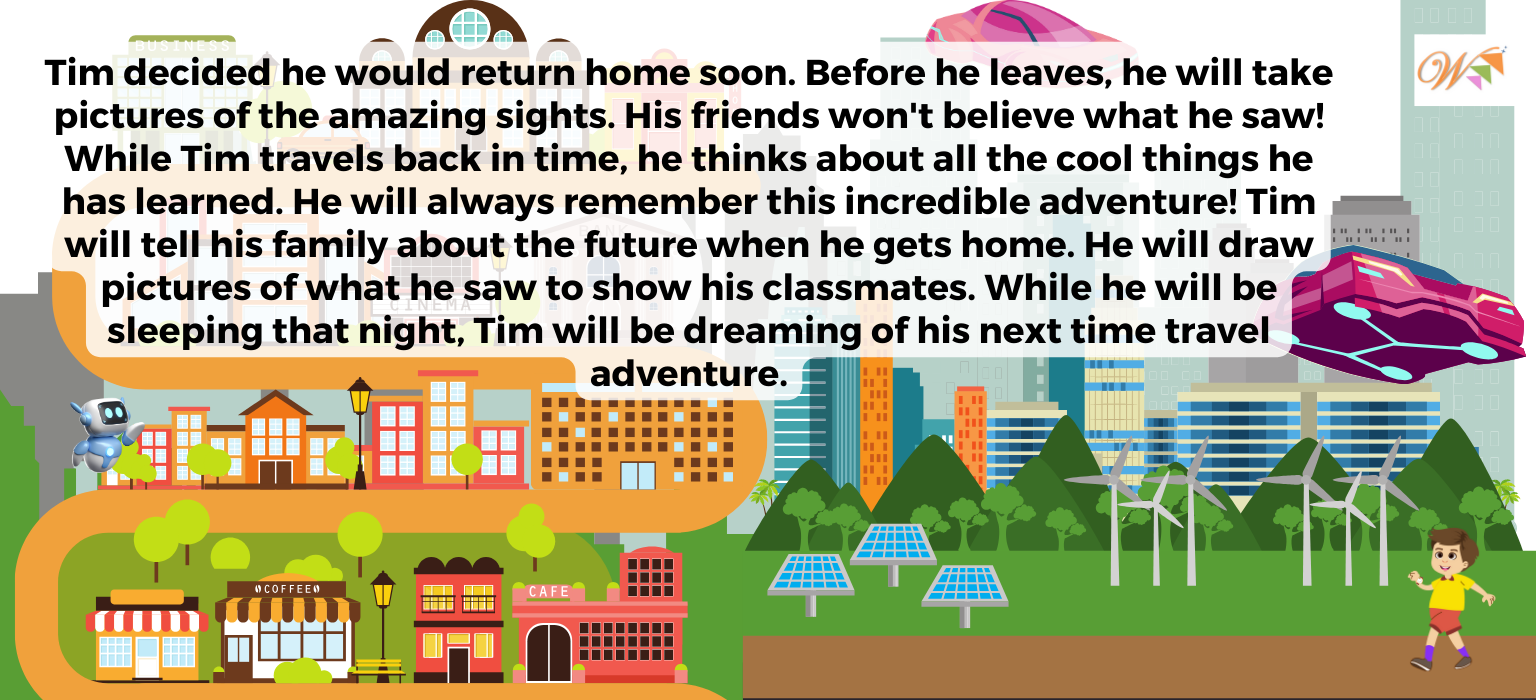 BUSINESS
Tim decided he would return home soon. Before he leaves, he will take
pictures of the amazing sights. His friends won't believe what he saw!
While Tim travels back in time, he thinks about all the cool things he
has learned. He will always remember this incredible adventure! Tim
will tell his family about the future when he gets home. He will draw
pictures of what he saw to show his classmates. While he will be
sleeping that night, Tim will be dreaming of his next time travel
adventure.
BANK
CINEMA
COFFEE
CAFE
W